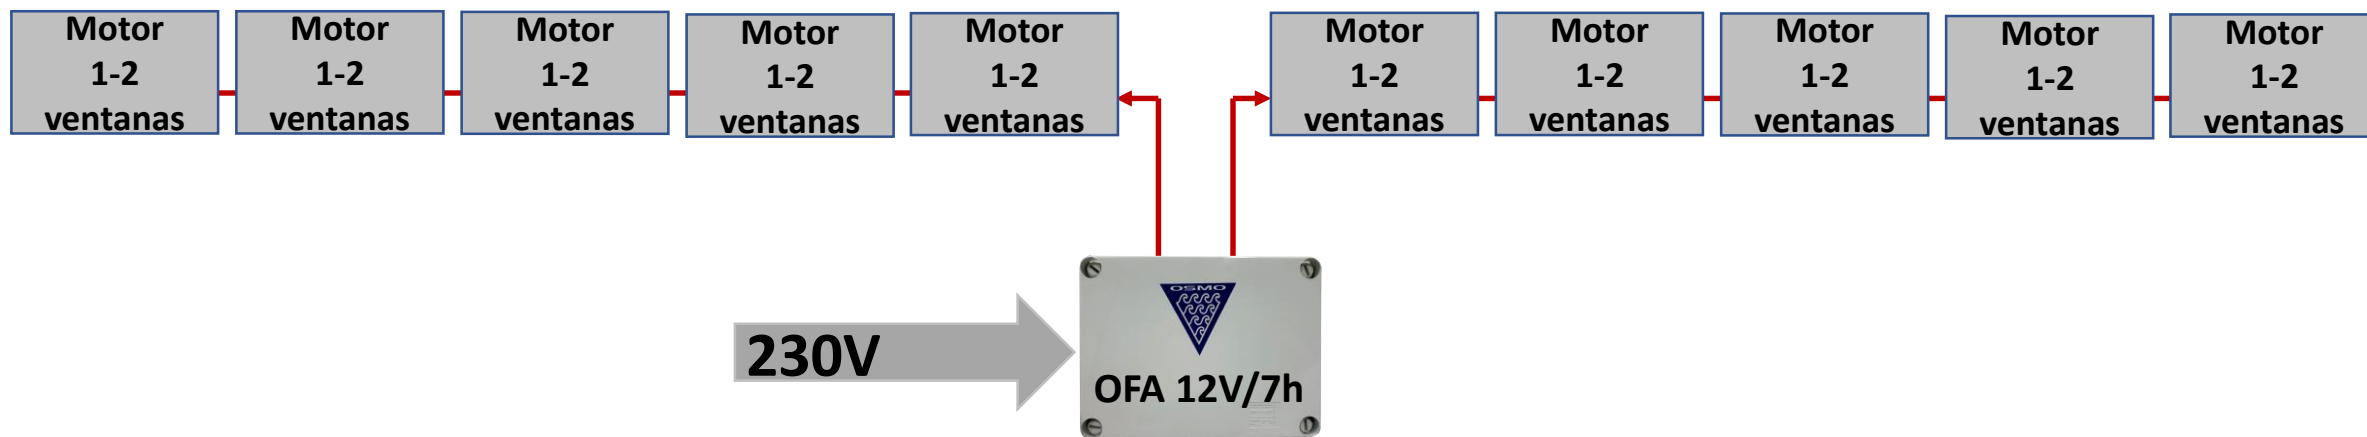 Motor
1-2
ventanas
Motor
1-2
ventanas
Motor
1-2
ventanas
Motor
1-2
ventanas
Motor
1-2
ventanas
Motor
1-2
ventanas
Motor
1-2
ventanas
Motor
1-2
ventanas
Motor
1-2
ventanas
Motor
1-2
ventanas
OSMO
230V
OFA 12V/7h